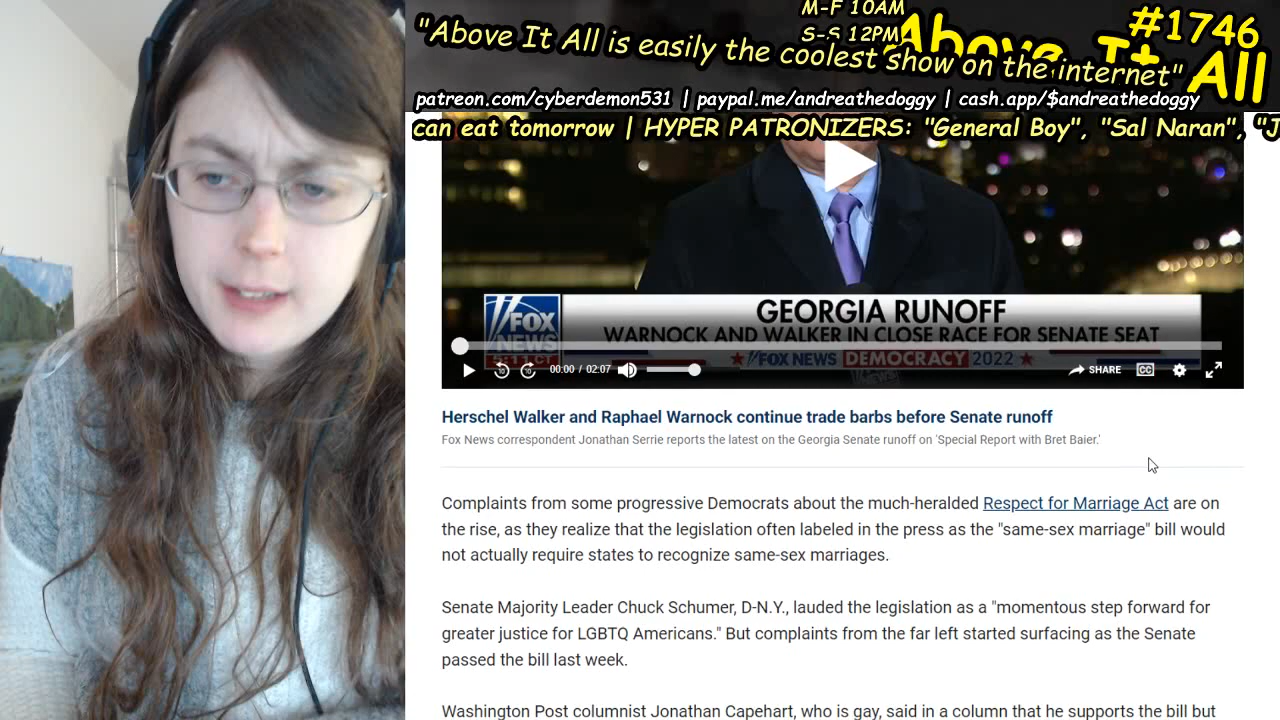 M-F 10AM
S-S 12PM
#1746
Above It All
"Above It All is easily the coolest show on the internet"
patreon.com/cyberdemon531 | paypal.me/andreathedoggy | cash.app/$andreathedoggy
can eat tomorrow | HYPER PATRONIZERS: "General Boy", "Sal Naran", "J
FOX
NEWS
GEORGIA RUNOFF
WARNOCK AND WALKER IN CLOSE RACE FOR SENATE SEAT
FOX NEWS DEMOCRACY 2022
10 10 00:00 / 02:07 SHARE CC
Herschel Walker and Raphael Warnock continue trade barbs before Senate runoff
Fox News correspondent Jonathan Serrie reports the latest on the Georgia Senate runoff on 'Special Report with Bret Baier.'
Complaints from some progressive Democrats about the much-heralded Respect for Marriage Act are on
the rise, as they realize that the legislation often labeled in the press as the "same-sex marriage" bill would
not actually require states to recognize same-sex marriages.
Senate Majority Leader Chuck Schumer, D-N.Y., lauded the legislation as a "momentous step forward for
greater justice for LGBTQ Americans." But complaints from the far left started surfacing as the Senate
passed the bill last week.
Washington Post columnist Jonathan Capehart, who is gay, said in a column that he supports the bill but